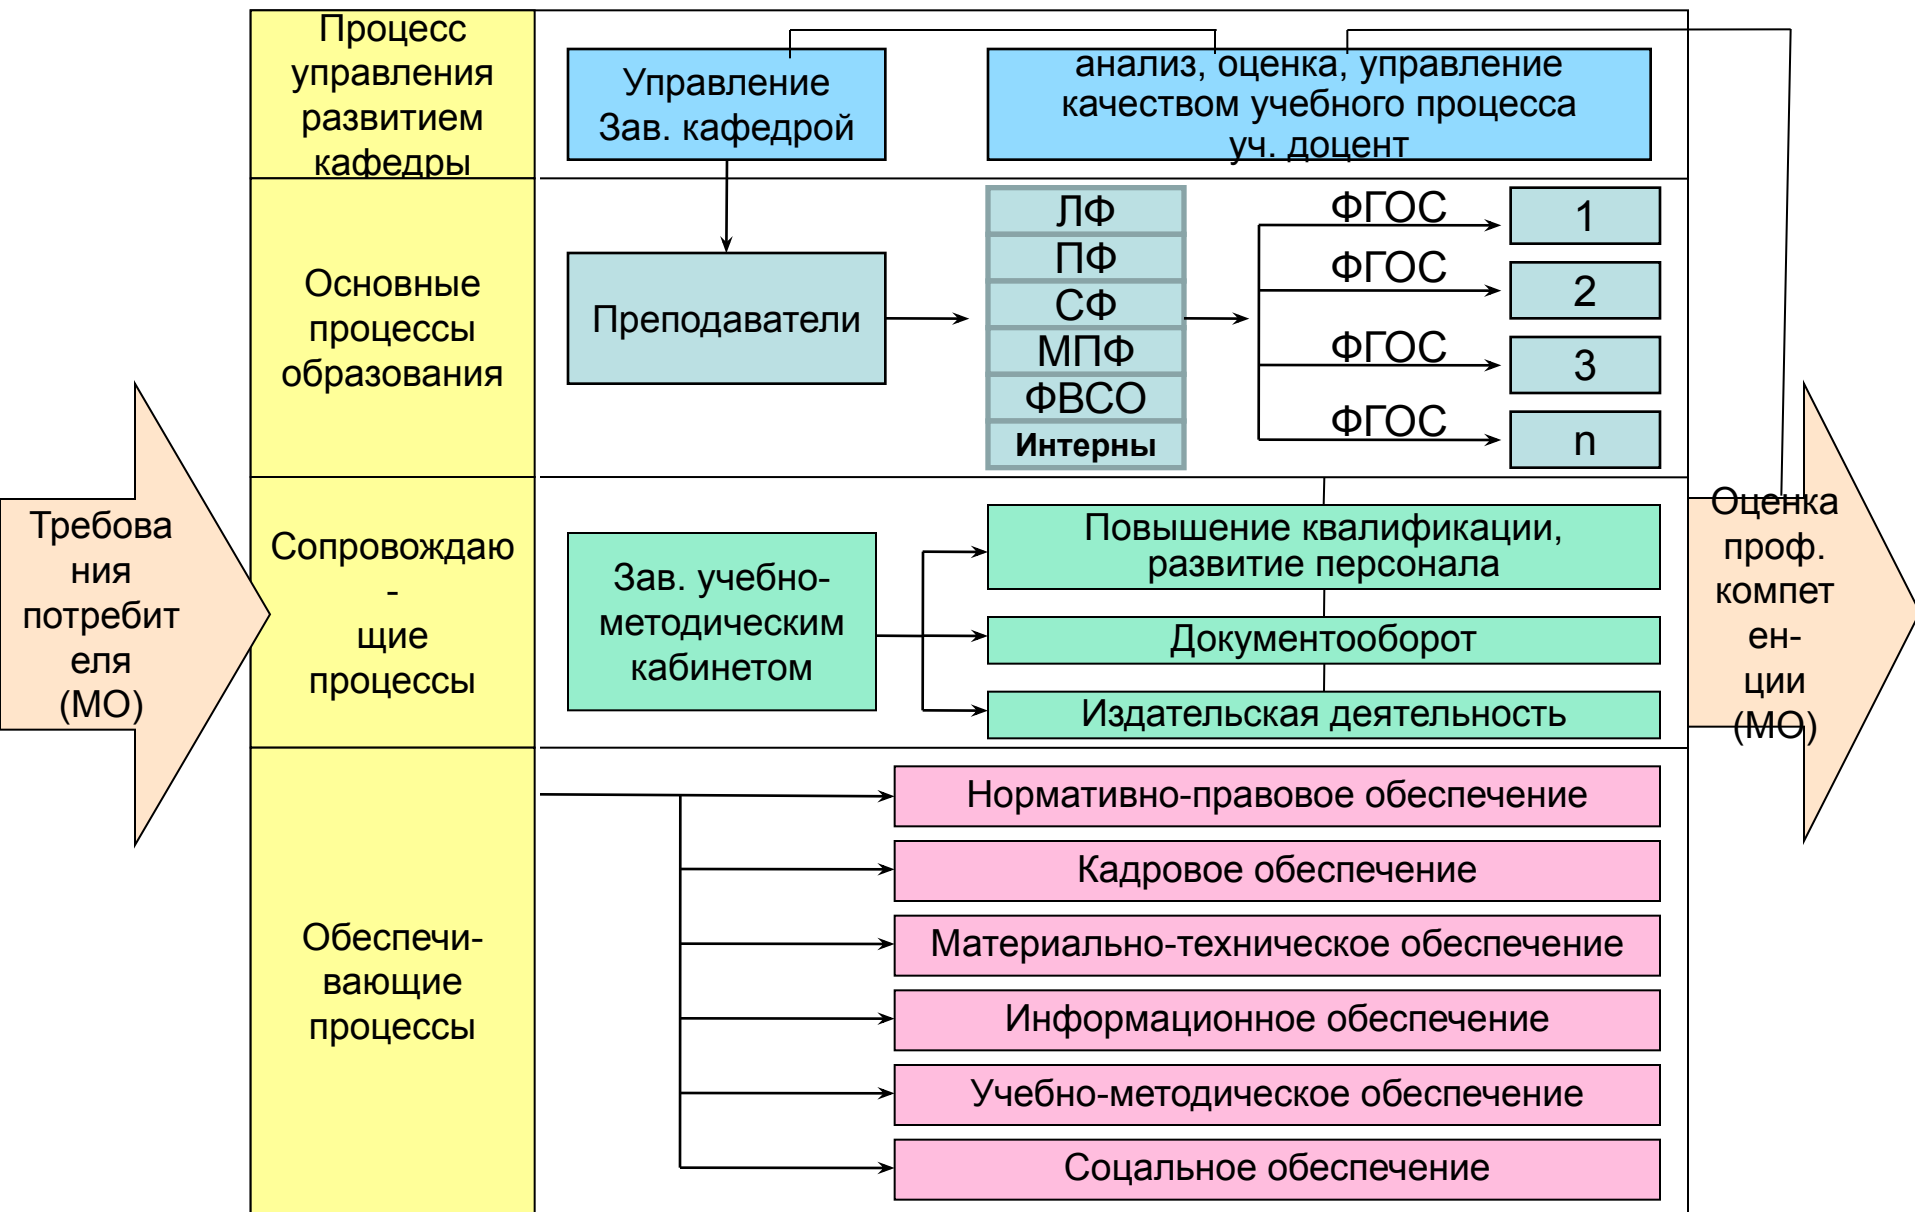 Процесс
управления
развитием
кафедры
Управление
Зав. кафедрой
анализ, оценка, управление
качеством учебного процесса
уч. доцент
Основные
процессы
образования
Преподаватели
ЛФ
ПФ
СФ
МПФ
ФВСО
Интерны
ФГОС
1
ФГОС
2
ФГОС
3
ФГОС
n
Требова
ния
потребит
еля
(МО)
Сопровождаю
-
щие
процессы
Зав. учебно-
методическим
кабинетом
Повышение квалификации,
развитие персонала
Документооборот
Издательская деятельность
Оценка
проф.
компет
ен-
ции
(МО)
Обеспечи-
вающие
процессы
Нормативно-правовое обеспечение
Кадровое обеспечение
Материально-техническое обеспечение
Информационное обеспечение
Учебно-методическое обеспечение
Соцальное обеспечение